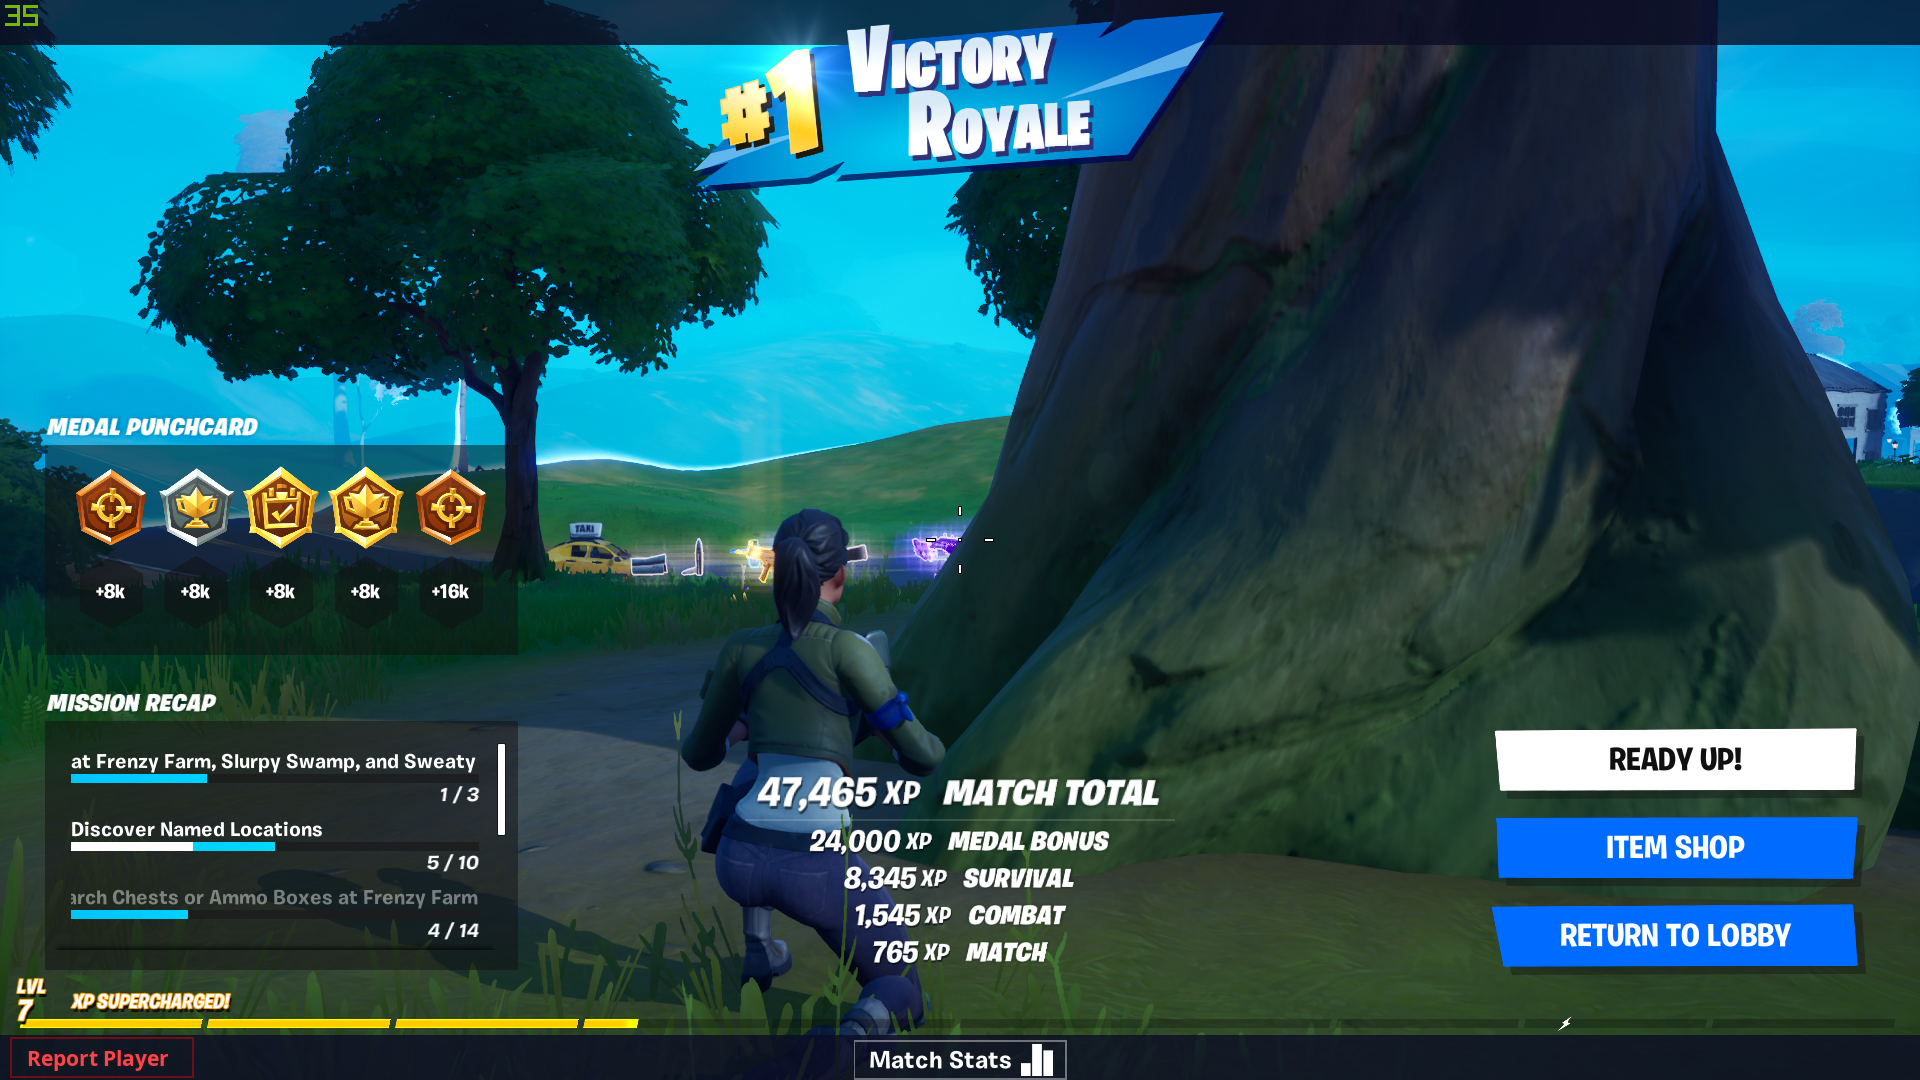 35
#1 VICTORY
ROYALE
MEDAL PUNCHCARD
+8k +8k +8k +8k +16k
TAXI
MISSION RECAP
at Frenzy Farm, Slurpy Swamp, and Sweaty
1 / 3
Discover Named Locations
5 / 10
arch Chests or Ammo Boxes at Frenzy Farm
4 / 14
47,465 XP MATCH TOTAL
24,000 XP MEDAL BONUS
8,345 XP SURVIVAL
1,545 XP COMBAT
765 XP MATCH
READY UP!
ITEM SHOP
RETURN TO LOBBY
LVL
7
XP SUPERCHARGED!
Report Player
Match Stats